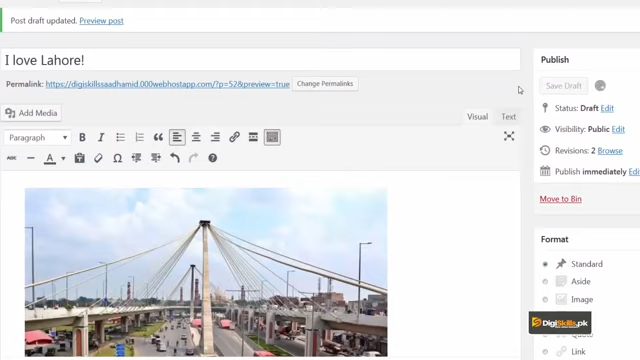 Post draft updated. Preview post
I love Lahore!
Permalink: https://digiskillssaadhamid.000webhostapp.com/?p=52&preview=true Change Permalinks
Add Media
Visual Text
Paragraph
B I
ABC A
Publish
Save Draft
Status: Draft Edit
Visibility: Public Edit
Revisions: 2 Browse
Publish immediately Edi
Move to Bin
Format
Standard
Aside
Image
DigiSkills.pk
Quote
Link